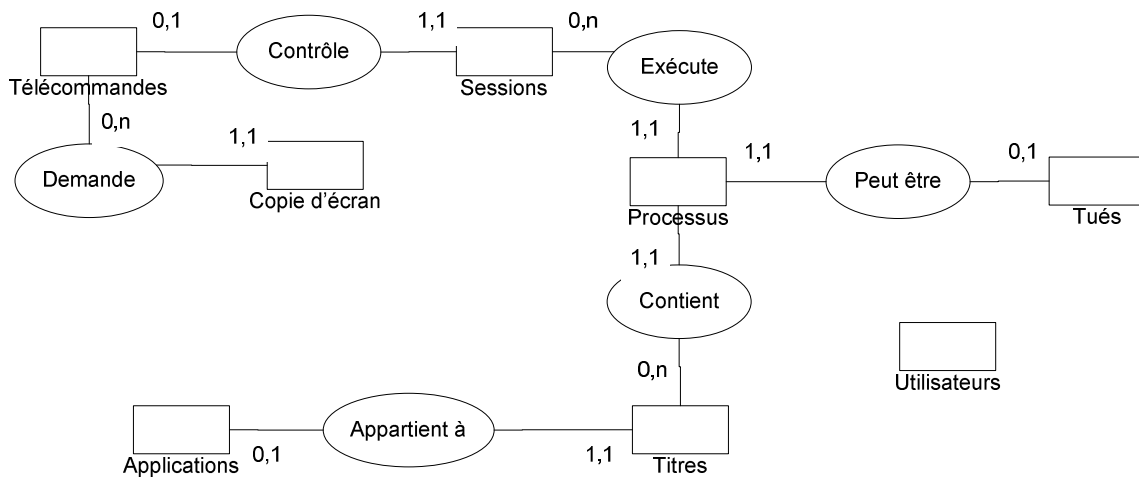 0,1
Contrôle
1,1
0,n
Exécute
Télécommandes
Sessions
0,n
1,1
1,1
1,1
0,1
Demande
Copie d'écran
Processus
Peut être
Tués
1,1
Contient
0,n
Utilisateurs
Applications
0,1
Appartient à
1,1
Titres